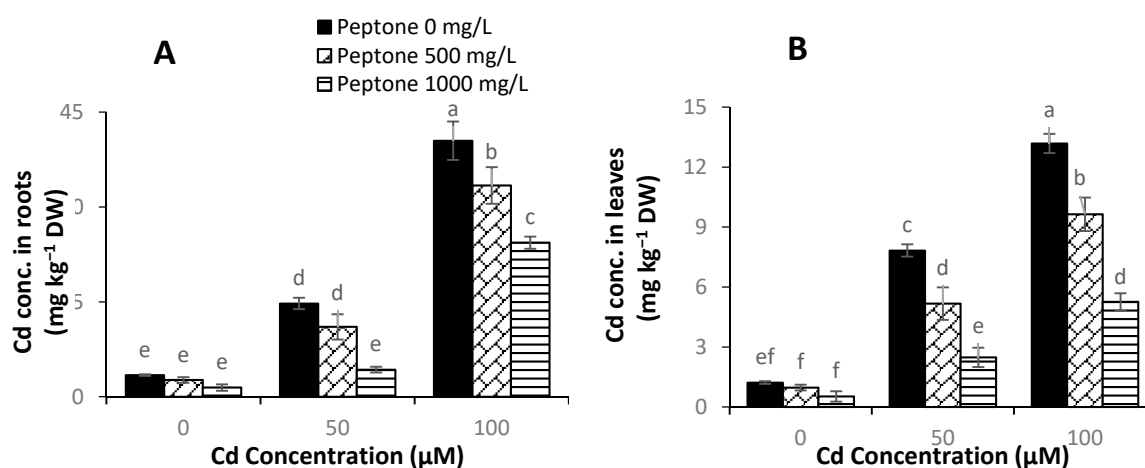 A
Peptone 0 mg/L
Peptone 500 mg/L
Peptone 1000 mg/L
Cd conc. in roots
(mg kg⁻¹ DW)
45
0
5
0
e e e
d d e
a b c
0 50 100
Cd Concentration (µM)
B
Cd conc. in leaves
(mg kg⁻¹ DW)
15
12
9
6
3
0
ef f f
c d e
a b d
0 50 100
Cd Concentration (µM)